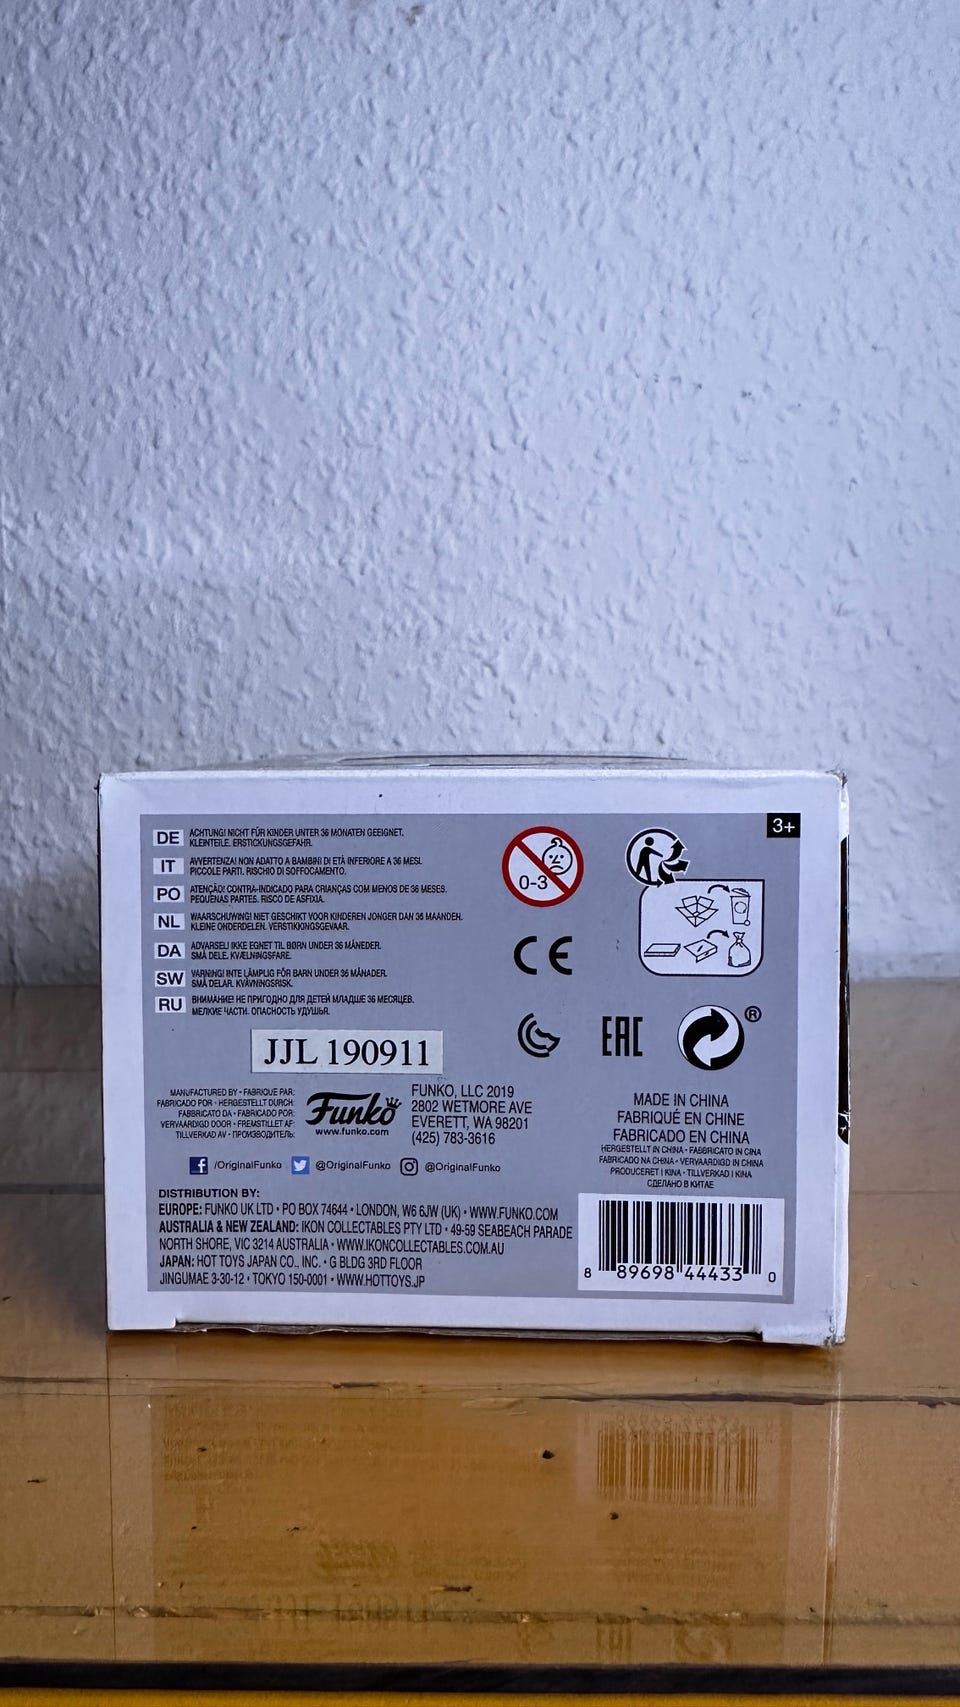 3+
DE ACHTUNG! NICHT FÜR KINDER UNTER 36 MONATEN GEEIGNET.
KLEINTEILE. ERSTICKUNGSGEFAHR.
IT AVVERTENZA! NON ADATTO A BAMBINI DI ETÀ INFERIORE A 36 MESI.
PICCOLE PARTI. RISCHIO DI SOFFOCAMENTO.
PO ATENÇÃO! CONTRA-INDICADO PARA CRIANÇAS COM MENOS DE 36 MESES.
PEQUENAS PARTES. RISCO DE ASFIXIA.
NL WAARSCHUWING! NIET GESCHIKT VOOR KINDEREN JONGER DAN 36 MAANDEN.
KLEINE ONDERDELEN. VERSTIKKINGSGEVAAR.
DA ADVARSEL! IKKE EGNET TIL BØRN UNDER 36 MÅNEDER.
SMÅ DELE. KVÆLNINGSFARE.
SW VARNING! INTE LÄMPLIG FÖR BARN UNDER 36 MÅNADER.
SMÅ DELAR. KVÄVNINGSRISK.
RU ВНИМАНИЕ! НЕ ПРИГОДНО ДЛЯ ДЕТЕЙ МЛАДШЕ 36 МЕСЯЦЕВ.
МЕЛКИЕ ЧАСТИ. ОПАСНОСТЬ УДУШЬЯ.
0-3
CE
EAC
®
JJL 190911
MANUFACTURED BY • FABRIQUÉ PAR:
FABRICADO POR • HERGESTELLT DURCH:
FABBRICATO DA • FABRICADO POR:
VERVAARDIGD DOOR • FREMSTILLET AF:
TILLVERKAD AV • ПРОИЗВОДИТЕЛЬ:
Funko
www.funko.com
FUNKO, LLC 2019
2802 WETMORE AVE
EVERETT, WA 98201
(425) 783-3616
/OriginalFunko @OriginalFunko @OriginalFunko
MADE IN CHINA
FABRIQUÉ EN CHINE
FABRICADO EN CHINA
HERGESTELLT IN CHINA • FABBRICATO IN CINA
FABRICADO NA CHINA • VERVAARDIGD IN CHINA
PRODUCERET I KINA • TILLVERKAD I KINA
СДЕЛАНО В КИТАЕ
DISTRIBUTION BY:
EUROPE: FUNKO UK LTD • PO BOX 74644 • LONDON, W6 6JW (UK) • WWW.FUNKO.COM
AUSTRALIA & NEW ZEALAND: IKON COLLECTABLES PTY LTD • 49-59 SEABEACH PARADE
NORTH SHORE, VIC 3214 AUSTRALIA • WWW.IKONCOLLECTABLES.COM.AU
JAPAN: HOT TOYS JAPAN CO., INC. • G BLDG 3RD FLOOR
JINGUMAE 3-30-12 • TOKYO 150-0001 • WWW.HOTTOYS.JP
8 89698 44433 0